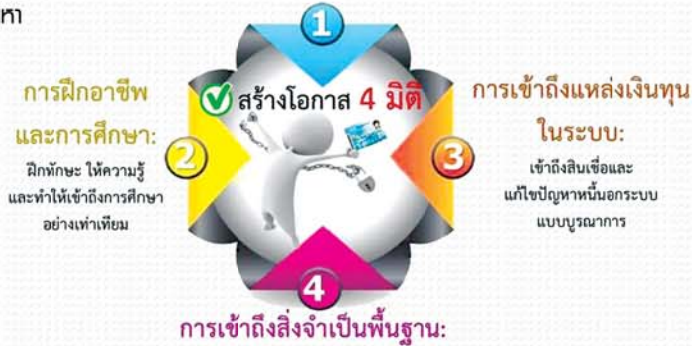 1
✓ สร้างโอกาส 4 มิติ
การฝึกอาชีพ
และการศึกษา:
ฝึกทักษะ ให้ความรู้
และทำให้เข้าถึงการศึกษา
อย่างเท่าเทียม
2
การเข้าถึงแหล่งเงินทุน
ในระบบ:
เข้าถึงสินเชื่อและ
แก้ไขปัญหาหนี้นอกระบบ
แบบบูรณาการ
3
4
การเข้าถึงสิ่งจำเป็นพื้นฐาน: